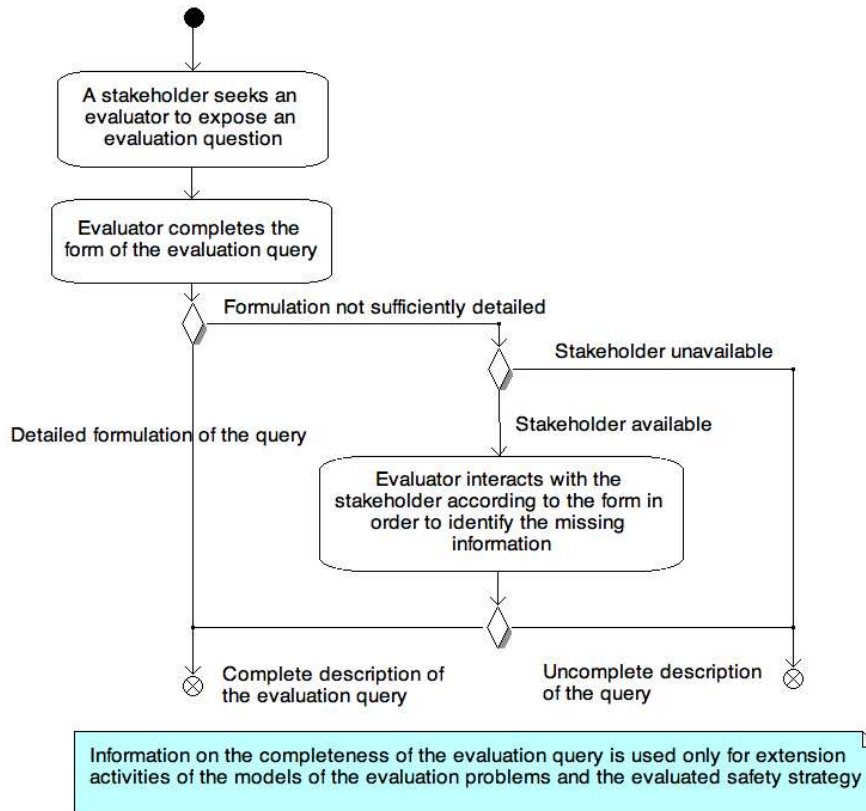 A stakeholder seeks an
evaluator to expose an
evaluation question
Evaluator completes the
form of the evaluation query
Formulation not sufficiently detailed
Stakeholder unavailable
Detailed formulation of the query
Stakeholder available
Evaluator interacts with the
stakeholder according to the form in
order to identify the missing
information
Complete description of
the evaluation query
Uncomplete description
of the query
Information on the completeness of the evaluation query is used only for extension
activities of the models of the evaluation problems and the evaluated safety strategy